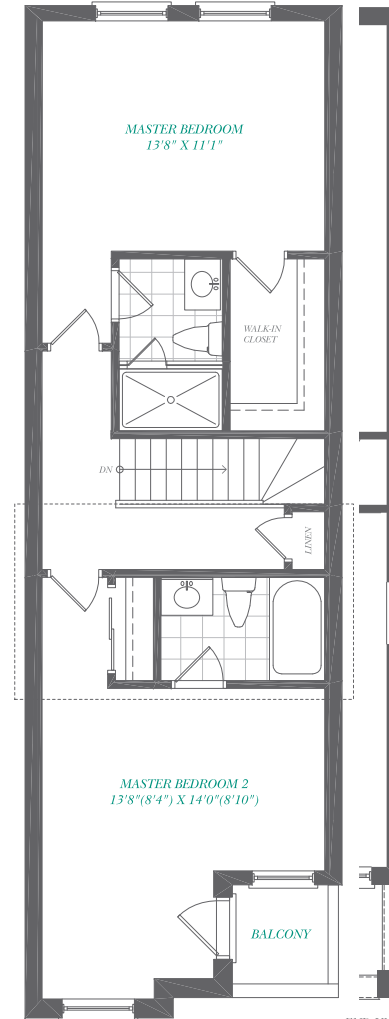 MASTER BEDROOM
13'8" X 11'1"
WALK-IN
CLOSET
DN
LINEN
MASTER BEDROOM 2
13'8"(8'4") X 14'0"(8'10")
BALCONY